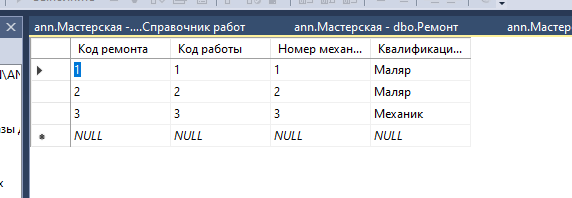 ann.Мастерская -....Справочник работ ann.Мастерская - dbo.Ремонт ann.Мастер
Код ремонта Код работы Номер механ... Квалификаци...
1 1 1 Маляр
2 2 2 Маляр
3 3 3 Механик
NULL NULL NULL NULL